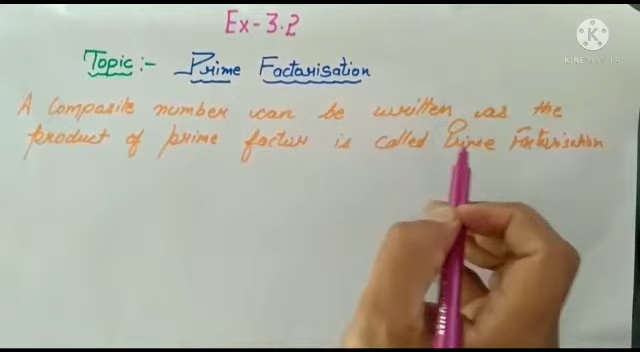 Ex-3.2
Topic:- Prime Factorisation
A composite number can be written as the
product of prime factor is called Prime Factorisation
KINEMASTER